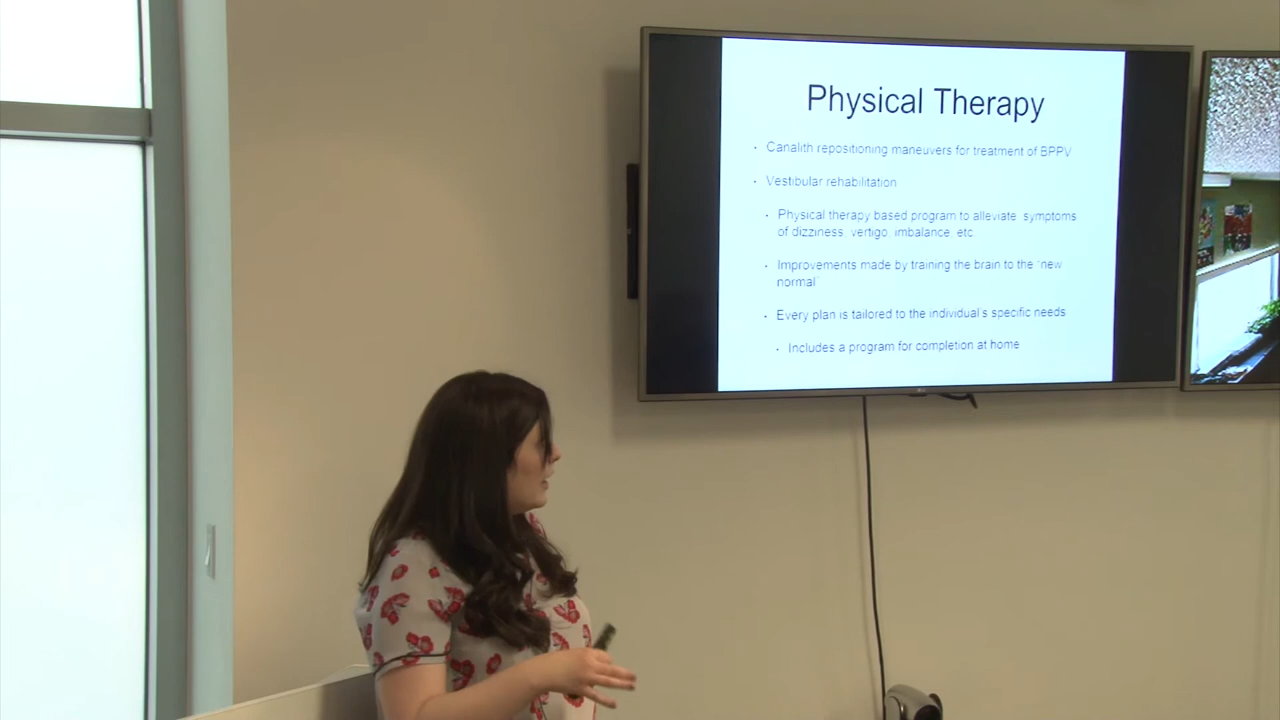 Physical Therapy
· Canalith repositioning maneuvers for treatment of BPPV
· Vestibular rehabilitation
· Physical therapy based program to alleviate symptoms
of dizziness, vertigo, imbalance, etc.
· Improvements made by training the brain to the “new
normal”
· Every plan is tailored to the individual's specific needs
· Includes a program for completion at home